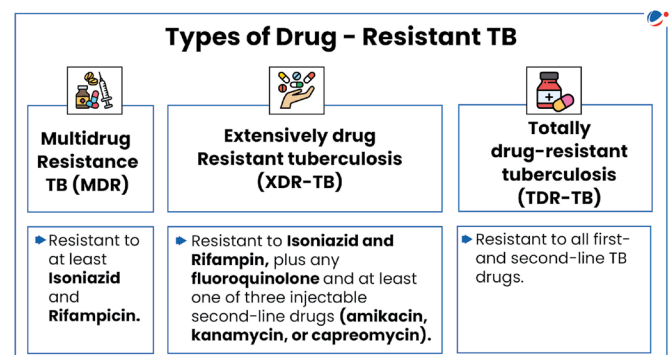 Types of Drug - Resistant TB
Multidrug
Resistance
TB (MDR)
Extensively drug
Resistant tuberculosis
(XDR-TB)
Totally
drug-resistant
tuberculosis
(TDR-TB)
Resistant to
at least
Isoniazid
and
Rifampicin.
Resistant to Isoniazid and
Rifampin, plus any
fluoroquinolone and at least
one of three injectable
second-line drugs (amikacin,
kanamycin, or capreomycin).
Resistant to all first-
and second-line TB
drugs.